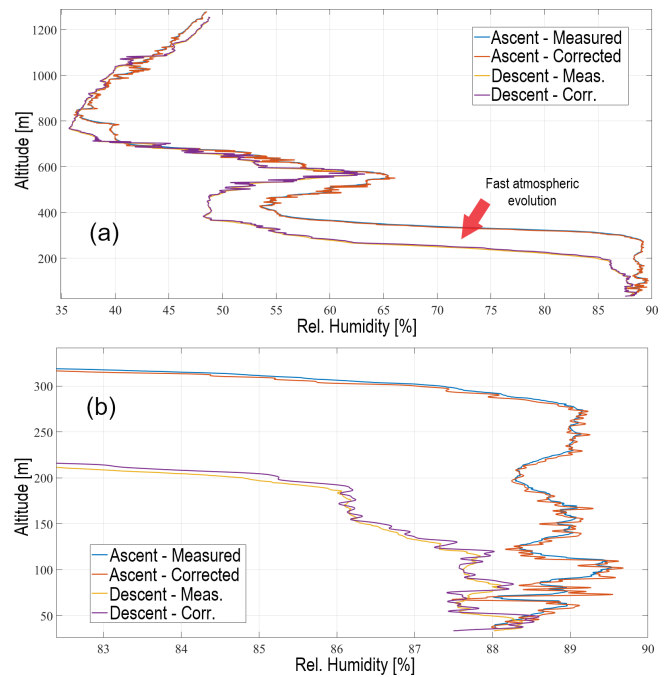 1200
1000
800
600
400
200
Altitude [m]
Ascent - Measured
Ascent - Corrected
Descent - Meas.
Descent - Corr.
Fast atmospheric
evolution
(a)
35 40 45 50 55 60 65 70 75 80 85 90
Rel. Humidity [%]
300
250
200
150
100
50
Altitude [m]
(b)
Ascent - Measured
Ascent - Corrected
Descent - Meas.
Descent - Corr.
83 84 85 86 87 88 89 90
Rel. Humidity [%]